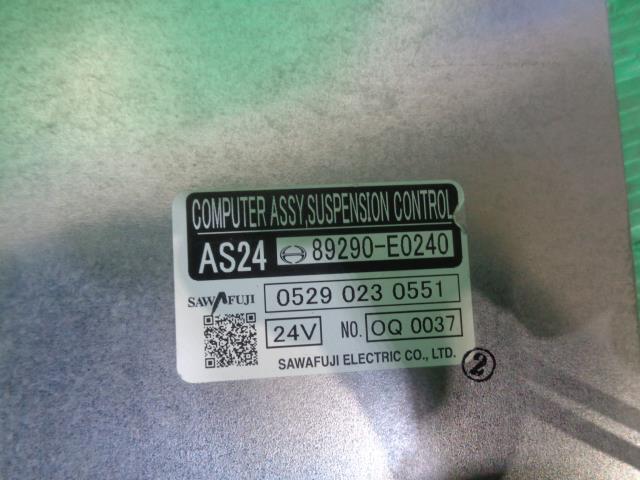 COMPUTER ASSY,SUSPENSION CONTROL
AS24 89290-E0240
SAWAFUJI 0529 023 0551
24V NO. OQ 0037
SAWAFUJI ELECTRIC CO., LTD.
②